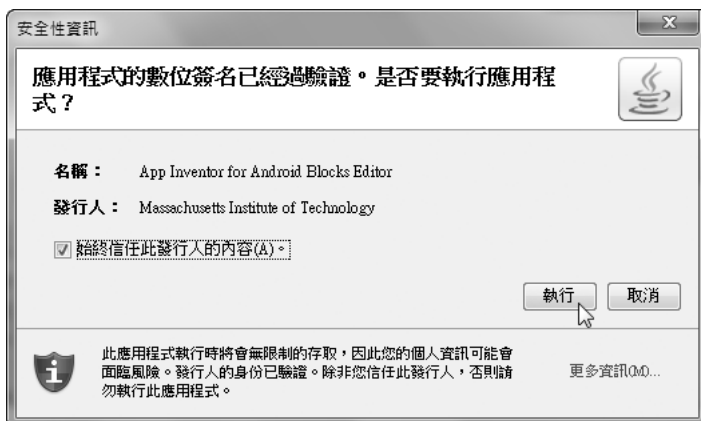 安全性資訊
應用程式的數位簽名已經過驗證。是否要執行應用程
式？
名稱： App Inventor for Android Blocks Editor
發行人： Massachusetts Institute of Technology
始終信任此發行人的內容(A)。
執行 取消
此應用程式執行時將會無限制的存取，因此您的個人資訊可能會
面臨風險。發行人的身份已驗證。除非您信任此發行人，否則請
勿執行此應用程式。
更多資訊(M)...